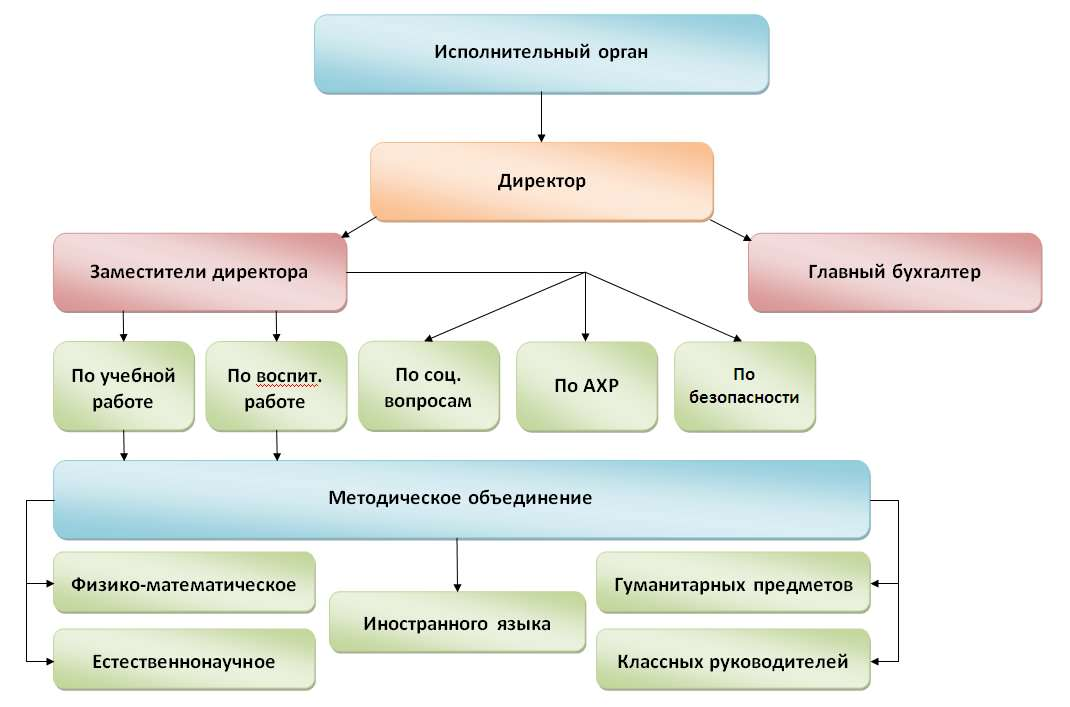 Исполнительный орган
Директор
Заместители директора
Главный бухгалтер
По учебной
работе
По воспит.
работе
По соц.
вопросам
По АХР
По
безопасности
Методическое объединение
Физико-математическое
Гуманитарных предметов
Иностранного языка
Естественнонаучное
Классных руководителей